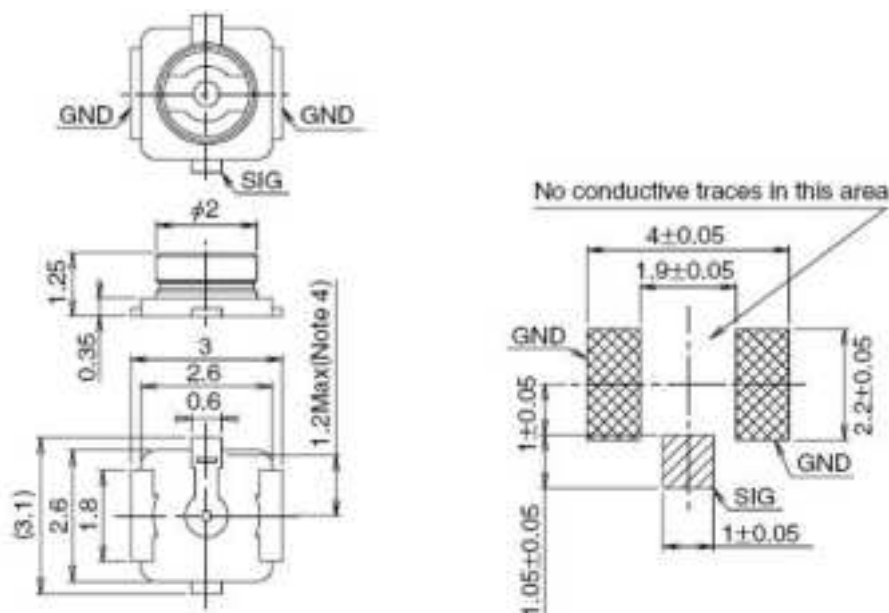 GND
GND
SIG
φ2
1.25
0.35
3
2.6
0.6
1.2Max(Note 4)
(3.1)
2.6
1.8
No conductive traces in this area
4±0.05
1.9±0.05
GND
2.2±0.05
1±0.05
GND
SIG
1.05±0.05
1±0.05